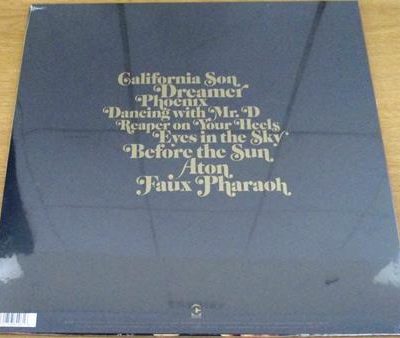 California Son
Dreamer
Phoenix
Dancing with Mr. D
Reaper on Your Heels
Eyes in the Sky
Before the Sun
Aton
Faux Pharaoh